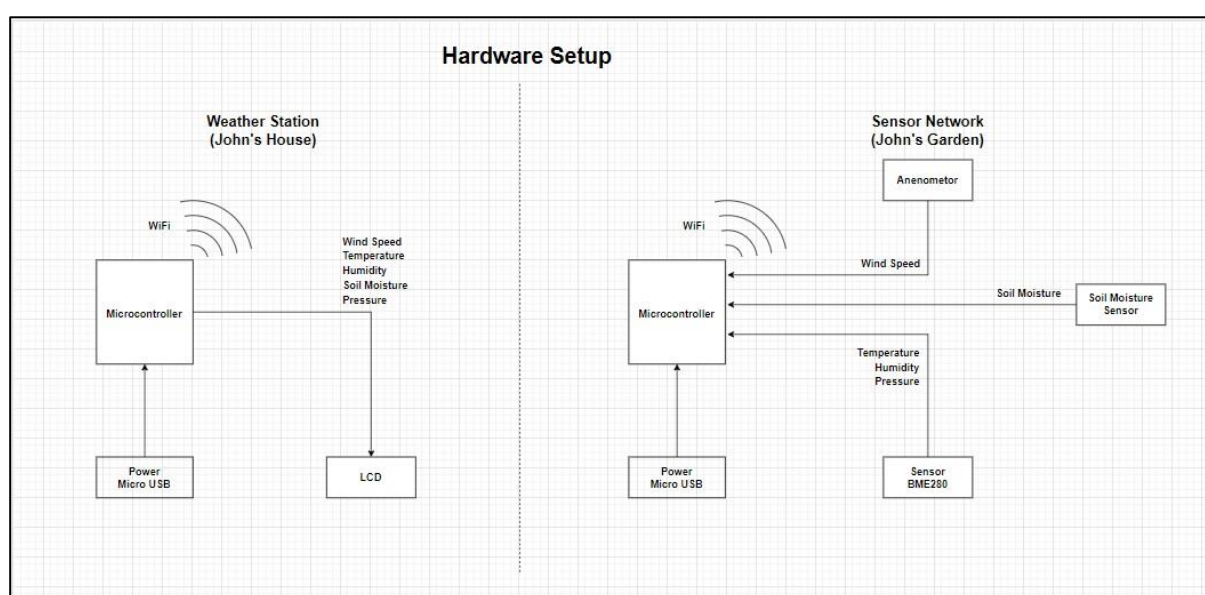 Hardware Setup
Weather Station
(John's House)
WiFi
Wind Speed
Temperature
Humidity
Soil Moisture
Pressure
Microcontroller
Power
Micro USB
LCD
Sensor Network
(John's Garden)
Anenometor
WiFi
Wind Speed
Soil Moisture
Soil Moisture
Sensor
Microcontroller
Temperature
Humidity
Pressure
Power
Micro USB
Sensor
BME280